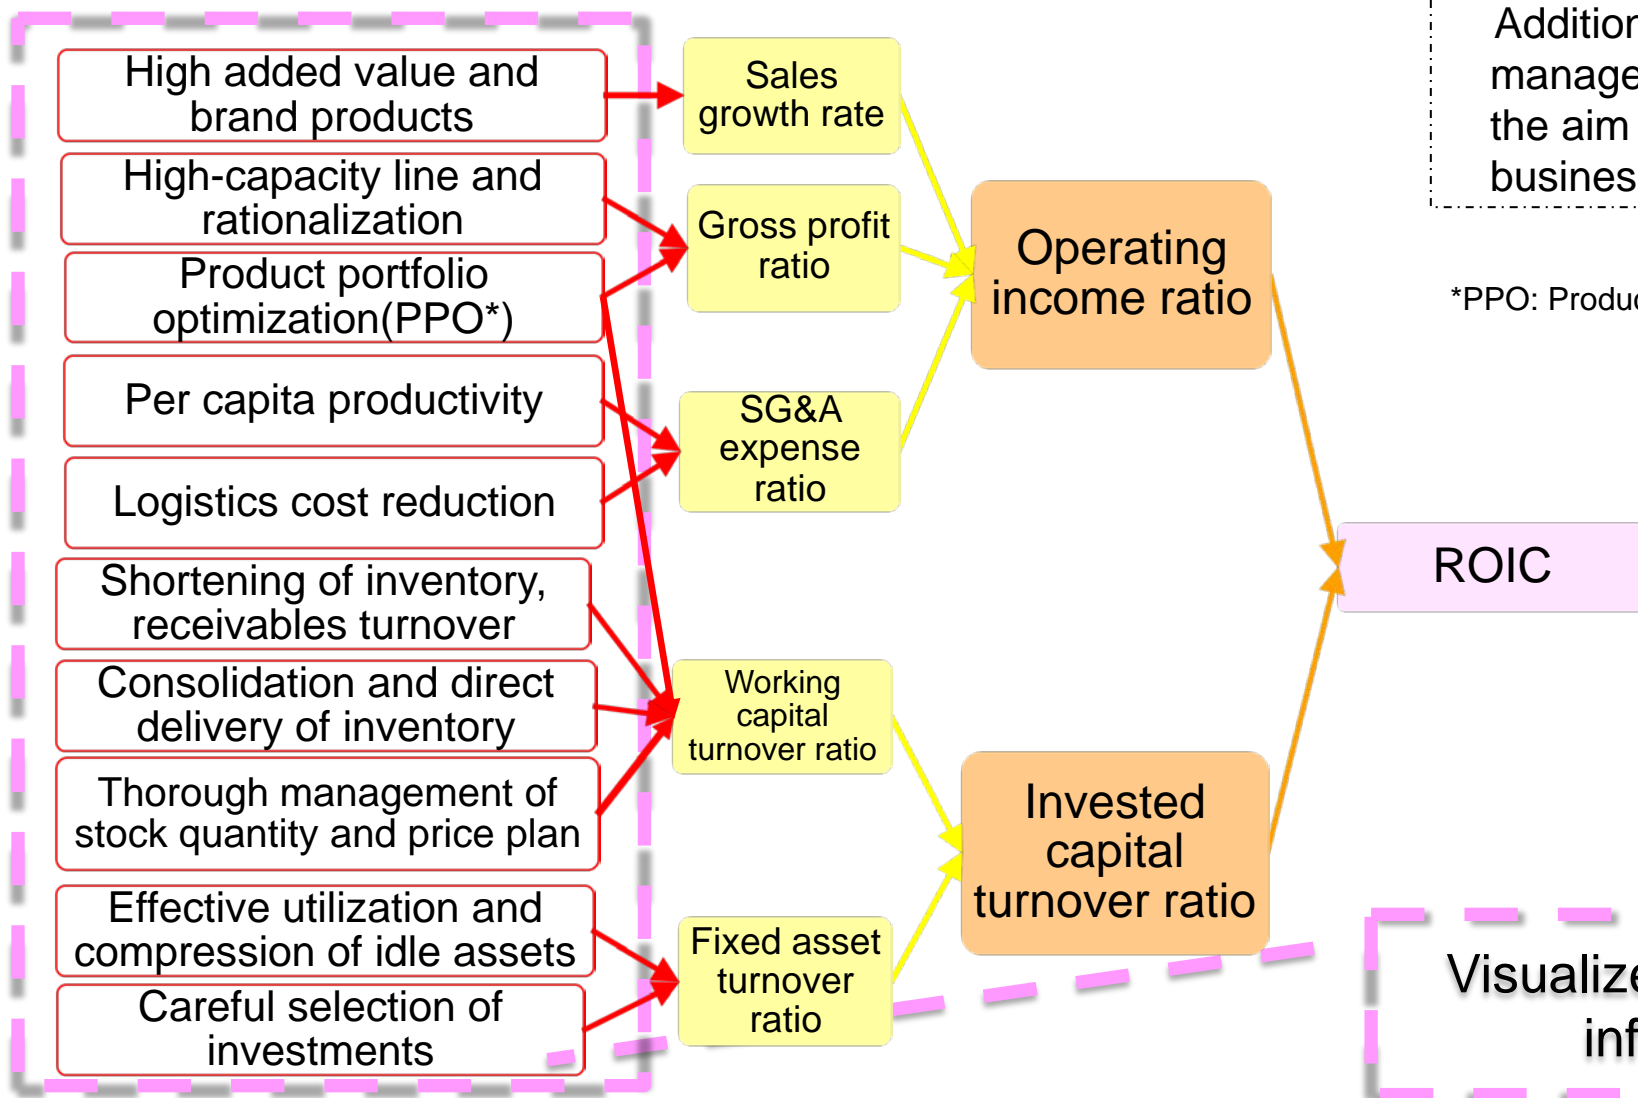 High added value and
brand products
High-capacity line and
rationalization
Product portfolio
optimization(PPO*)
Per capita productivity
Logistics cost reduction
Shortening of inventory,
receivables turnover
Consolidation and direct
delivery of inventory
Thorough management of
stock quantity and price plan
Effective utilization and
compression of idle assets
Careful selection of
investments
Sales
growth rate
Gross profit
ratio
SG&A
expense
ratio
Working
capital
turnover ratio
Fixed asset
turnover
ratio
Operating
income ratio
Invested
capital
turnover ratio
ROIC
the aim
*PPO: